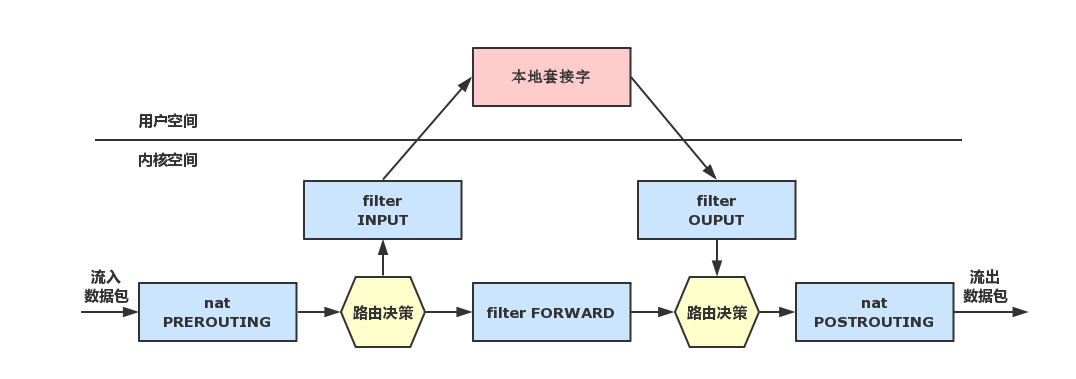 本地套接字
用户空间
内核空间
filter
INPUT
filter
OUPUT
流入
数据包
nat
PREROUTING
路由决策
filter FORWARD
路由决策
nat
POSTROUTING
流出
数据包